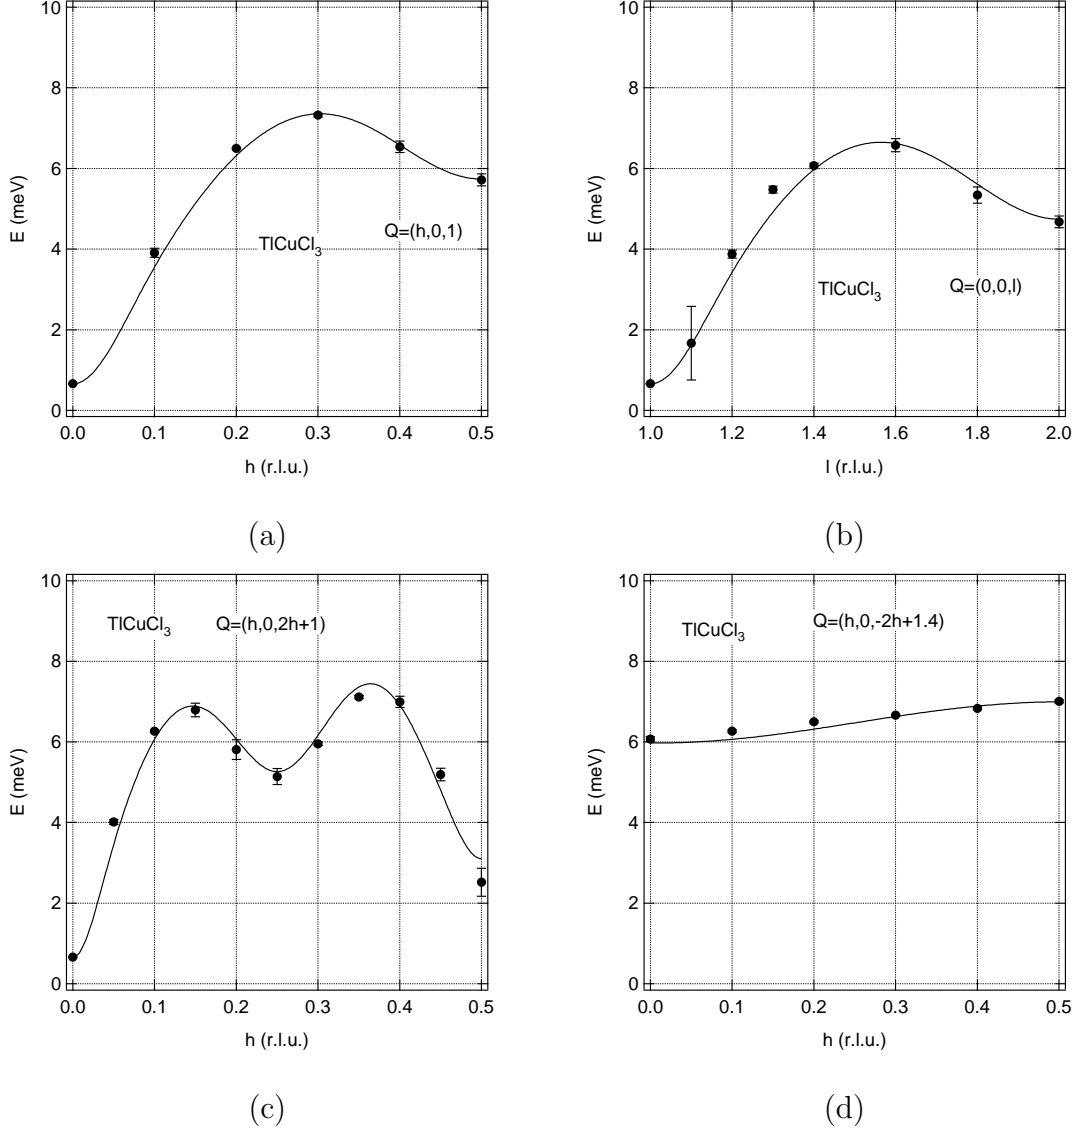 10
8
6
4
2
0
E (meV)
TlCuCl3
Q=(h,0,1)
0.0 0.1 0.2 0.3 0.4 0.5
h (r.l.u.)
(a)
10
8
6
4
2
0
E (meV)
TlCuCl3
Q=(0,0,l)
1.0 1.2 1.4 1.6 1.8 2.0
l (r.l.u.)
(b)
10
8
6
4
2
0
E (meV)
TlCuCl3
Q=(h,0,2h+1)
0.0 0.1 0.2 0.3 0.4 0.5
h (r.l.u.)
(c)
10
8
6
4
2
0
E (meV)
TlCuCl3
Q=(h,0,-2h+1.4)
0.0 0.1 0.2 0.3 0.4 0.5
h (r.l.u.)
(d)